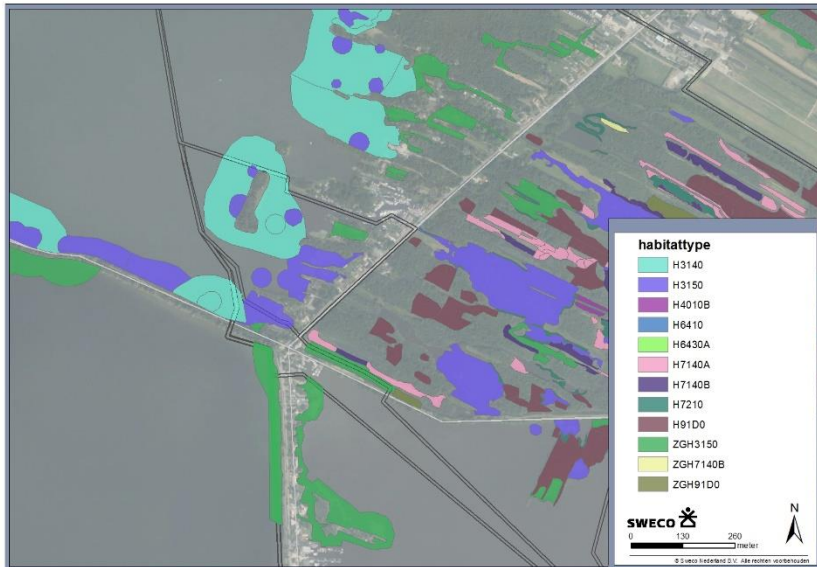 habitattype
H3140
H3150
H4010B
H6410
H6430A
H7140A
H7140B
H7210
H91D0
ZGH3150
ZGH7140B
ZGH91D0
SWECO
N
0 130 260
meter
© Sweco Nederland B.V. Alle rechten voorbehouden